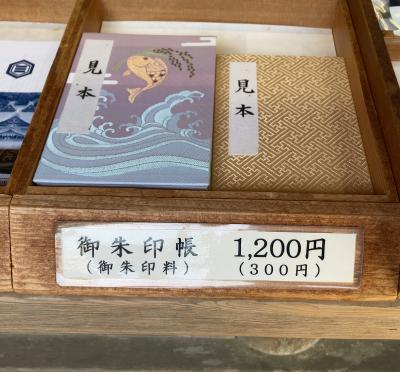 見本
見本
御朱印帳 1,200円
(御朱印料) (300円)